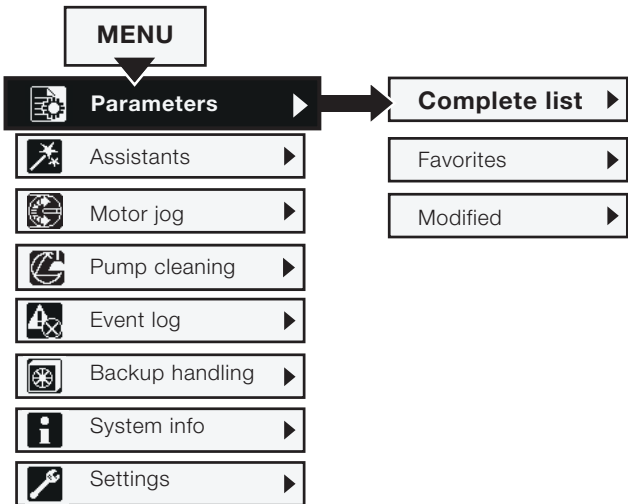 MENU
Parameters
Complete list
Assistants
Favorites
Motor jog
Modified
Pump cleaning
Event log
Backup handling
System info
Settings